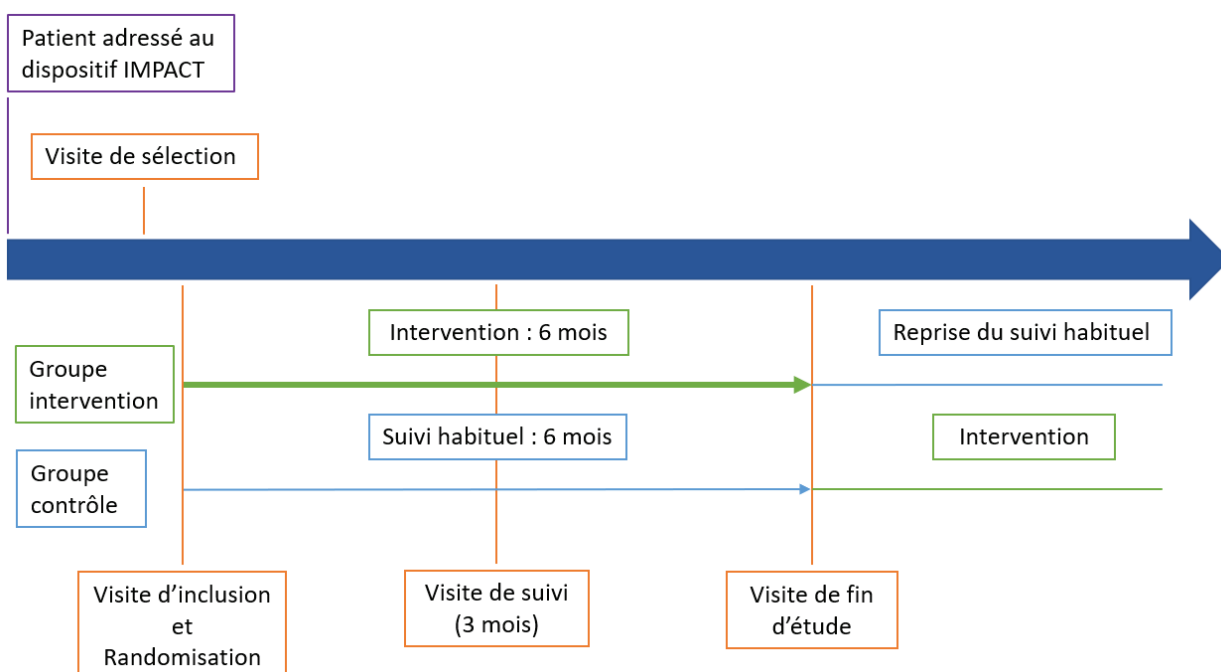 Patient adressé au
dispositif IMPACT
Visite de sélection
Intervention : 6 mois
Reprise du suivi habituel
Groupe
intervention
Suivi habituel : 6 mois
Intervention
Groupe
contrôle
Visite d’inclusion
et
Randomisation
Visite de suivi
(3 mois)
Visite de fin
d’étude